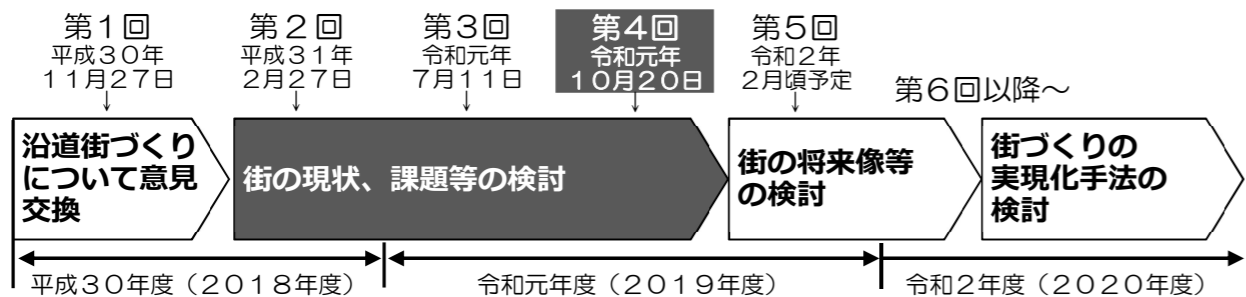 第１回
平成３０年
１１月２７日
第２回
平成３１年
２月２７日
第３回
令和元年
７月１１日
第４回
令和元年
１０月２０日
第５回
令和２年
２月頃予定
第６回以降～
沿道街づくり
について意見
交換
街の現状、課題等の検討
街の将来像等
の検討
街づくりの
実現化手法の
検討
平成３０年度（２０１８年度）
令和元年度（２０１９年度）
令和２年度（２０２０年度）